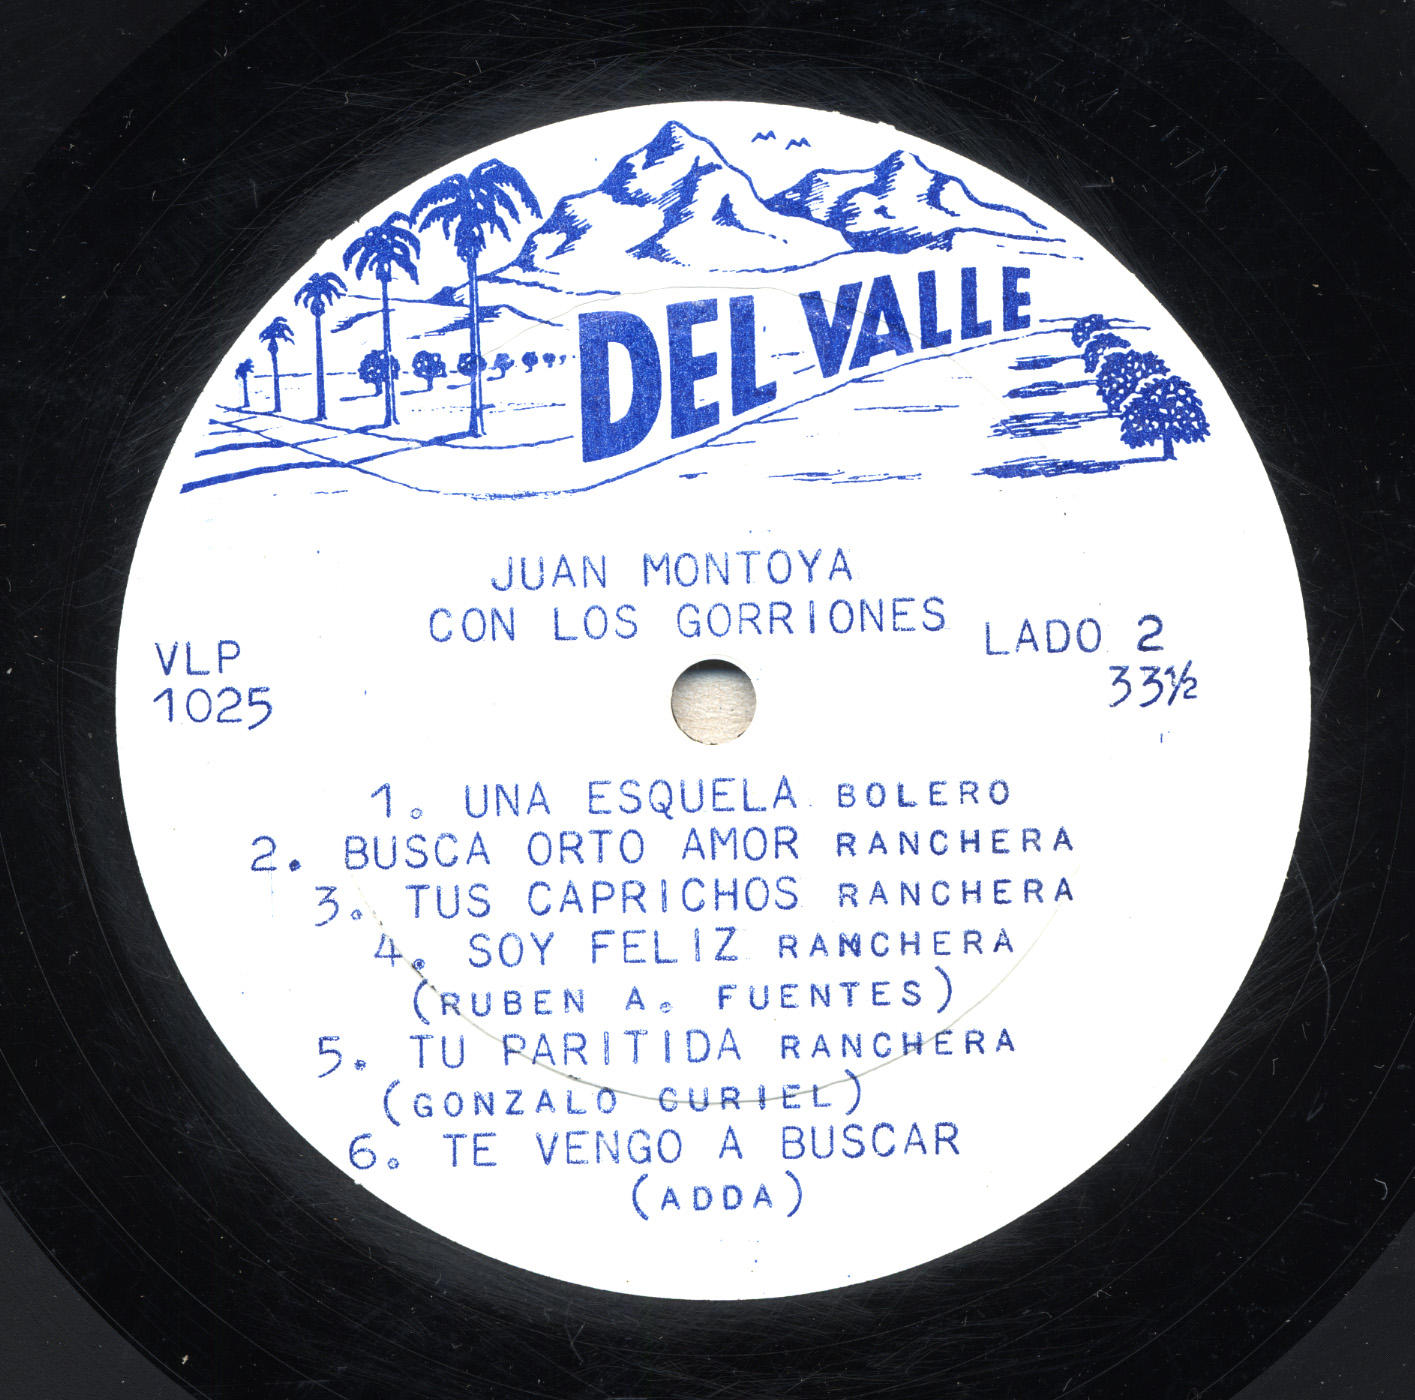 DEL VALLE
JUAN MONTOYA
CON LOS GORRIONES
LADO 2
33½
VLP
1025
1. UNA ESQUELA BOLERO
2. BUSCA ORTO AMOR RANCHERA
3. TUS CAPRICHOS RANCHERA
4. SOY FELIZ RANCHERA
(RUBEN A. FUENTES)
5. TU PARITIDA RANCHERA
(GONZALO CURIEL)
6. TE VENGO A BUSCAR
(ADDA)